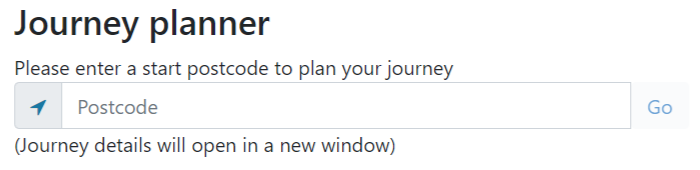 Journey planner
Please enter a start postcode to plan your journey
Postcode Go
(Journey details will open in a new window)